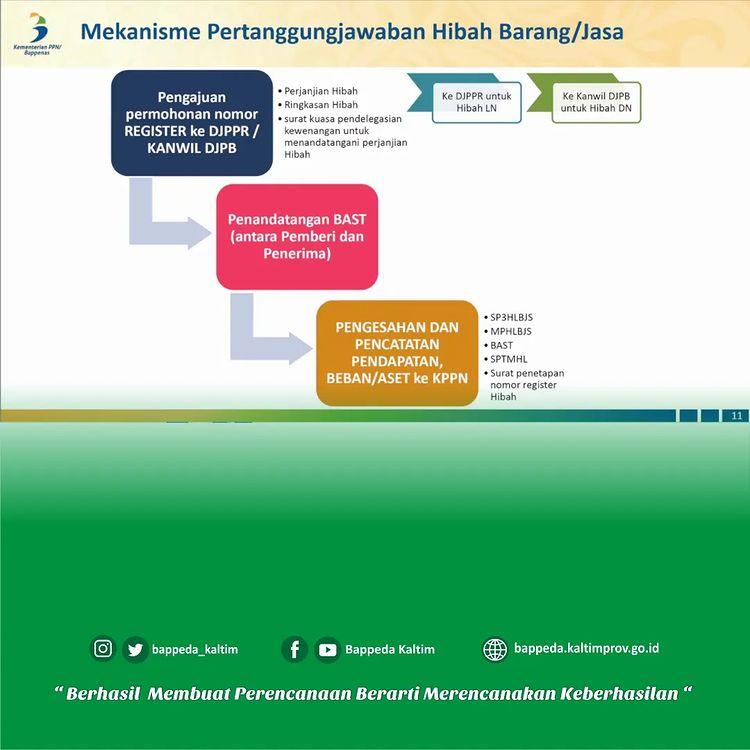 Kementerian PPN/
Bappenas
Mekanisme Pertanggungjawaban Hibah Barang/Jasa
Pengajuan
permohonan nomor
REGISTER ke DJPPR /
KANWIL DJPB
• Perjanjian Hibah
• Ringkasan Hibah
• surat kuasa pendelegasian
kewenangan untuk
menandatangani perjanjian
Hibah
Ke DJPPR untuk
Hibah LN
Ke Kanwil DJPB
untuk Hibah DN
Penandatangan BAST
(antara Pemberi dan
Penerima)
PENGESAHAN DAN
PENCATATAN
PENDAPATAN,
BEBAN/ASET ke KPPN
• SP3HLBJS
• MPHLBJS
• BAST
• SPTMHL
• Surat penetapan
nomor register
Hibah
11
bappeda_kaltim
Bappeda Kaltim
bappeda.kaltimprov.go.id
“ Berhasil Membuat Perencanaan Berarti Merencanakan Keberhasilan “